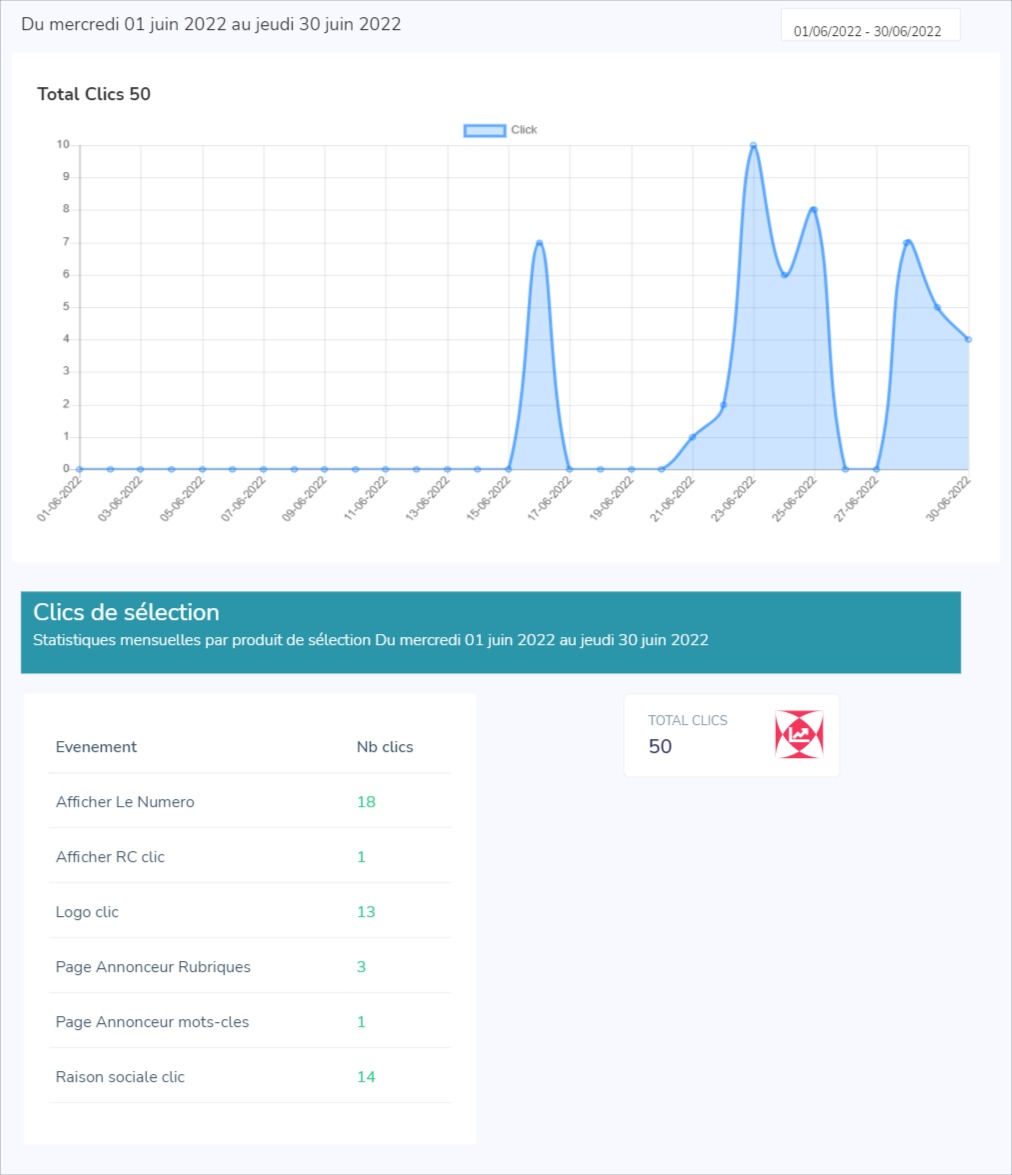 Du mercredi 01 juin 2022 au jeudi 30 juin 2022
01/06/2022 - 30/06/2022
Total Clics 50
Click
10
9
8
7
6
5
4
3
2
1
0
01-06-2022
03-06-2022
05-06-2022
07-06-2022
09-06-2022
11-06-2022
13-06-2022
15-06-2022
17-06-2022
19-06-2022
21-06-2022
23-06-2022
25-06-2022
27-06-2022
30-06-2022
Clics de sélection
Statistiques mensuelles par produit de sélection Du mercredi 01 juin 2022 au jeudi 30 juin 2022
Evenement Nb clics
Afficher Le Numero 18
Afficher RC clic 1
Logo clic 13
Page Annonceur Rubriques 3
Page Annonceur mots-cles 1
Raison sociale clic 14
TOTAL CLICS
50